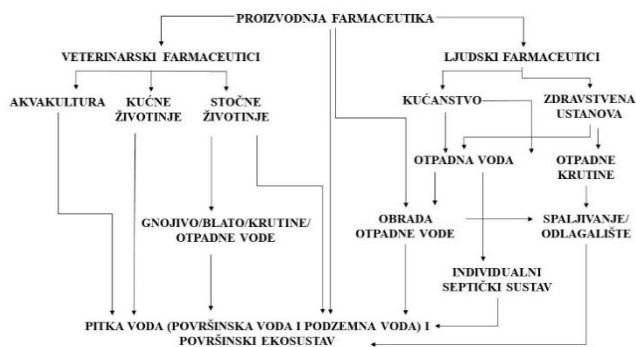 PROIZVODNJA FARMACEUTIKA
VETERINARSKI FARMACEUTICI
LJUDSKI FARMACEUTICI
AKVAKULTURA
KUĆNE
ŽIVOTINJE
STOČNE
ŽIVOTINJE
KUĆANSTVO
ZDRAVSTVENA
USTANOVA
OTPADNA VODA
OTPADNE
KRUTINE
GNOJIVO/BLATO/KRUTINE/
OTPADNE VODE
OBRADA
OTPADNE VODE
SPALJIVANJE/
ODLAGALIŠTE
INDIVIDUALNI
SEPTIČKI SUSTAV
PITKA VODA (POVRŠINSKA VODA I PODZEMNA VODA) I
POVRŠINSKI EKOSUSTAV